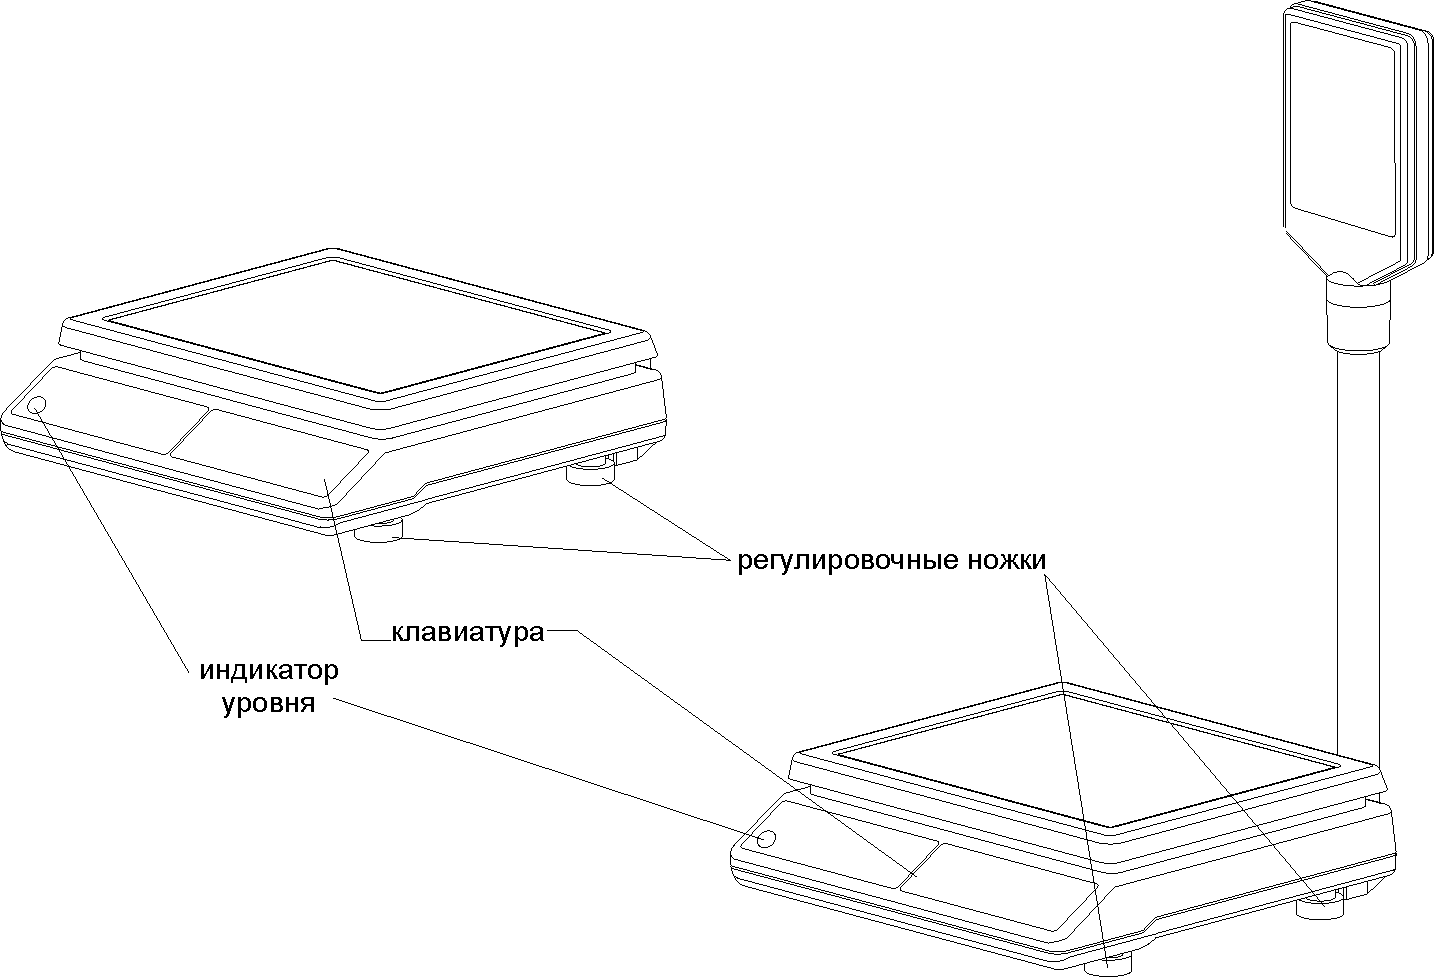 регулировочные ножки
клавиатура
индикатор
уровня